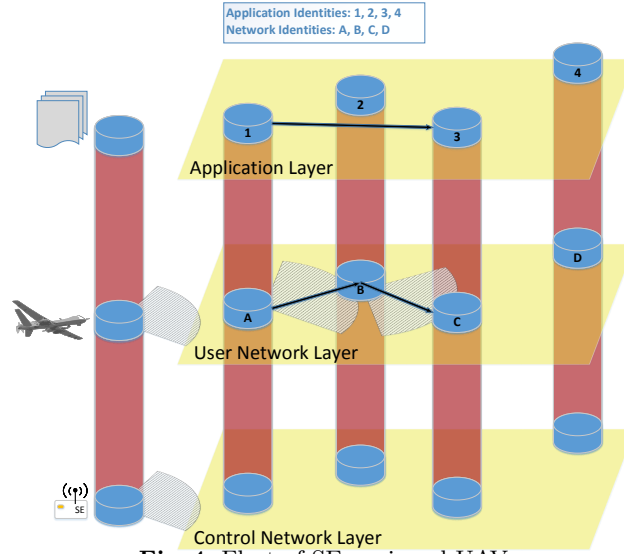 Application Identities: 1, 2, 3, 4
Network Identities: A, B, C, D
4
2
1
3
Application Layer
D
B
A
C
User Network Layer
SE
Control Network Layer